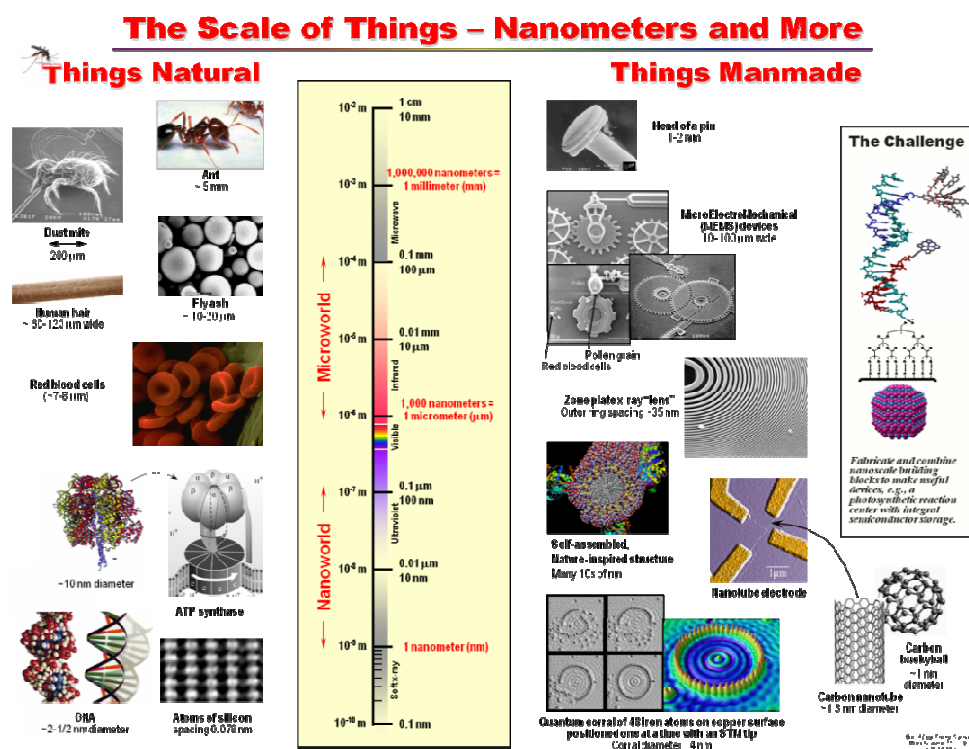 The Scale of Things – Nanometers and More
Things Natural
Things Manmade
Ant
~ 5 mm
Dust mite
200 µm
Human hair
~ 60-120 µm wide
Fly ash
~ 10-20 µm
Red blood cells
(~7-8 µm)
~10 nm diameter
ATP synthase
DNA
~2-1/2 nm diameter
Atoms of silicon
spacing 0.078 nm
10⁻² m
1 cm
10 mm
1,000,000 nanometers =
10⁻³ m
1 millimeter (mm)
Microwave
0.1 mm
10⁻⁴ m
100 µm
Microworld
0.01 mm
10⁻⁵ m
10 µm
Infrared
1,000 nanometers =
10⁻⁶ m
1 micrometer (µm)
Visible
0.1 µm
10⁻⁷ m
100 nm
Ultraviolet
Nanoworld
0.01 µm
10⁻⁸ m
10 nm
10⁻⁹ m
1 nanometer (nm)
Soft x-ray
10⁻¹⁰ m
0.1 nm
Head of a pin
1-2 mm
MicroElectroMechanical
(MEMS) devices
10-100 µm wide
Pollen grain
Red blood cells
Zone plate x-ray "lens"
Outer ring spacing ~35 nm
Self-assembled,
Nature-inspired structure
Many 10s of nm
1 µm
Nanotube electrode
Carbon
buckyball
~1 nm
diameter
Carbon nanotube
~1.3 nm diameter
Quantum corral of 48 iron atoms on copper surface
positioned one at a time with an STM tip
Corral diameter 14 nm
The Challenge
Fabricate and combine
nanoscale building
blocks to make useful
devices, e.g., a
photosynthetic reaction
center with integral
semiconductor storage.